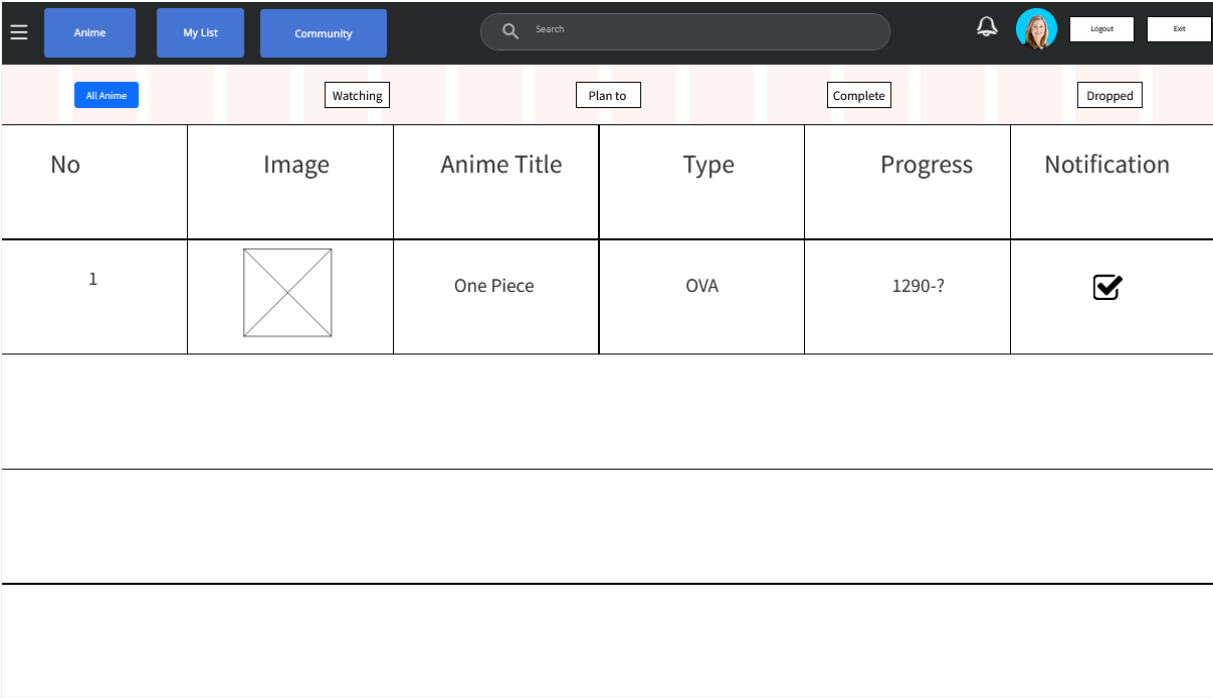 Anime
My List
Community
Search
Logout
Exit
All Anime
Watching
Plan to
Complete
Dropped
No
Image
Anime Title
Type
Progress
Notification
1
One Piece
OVA
1290-?